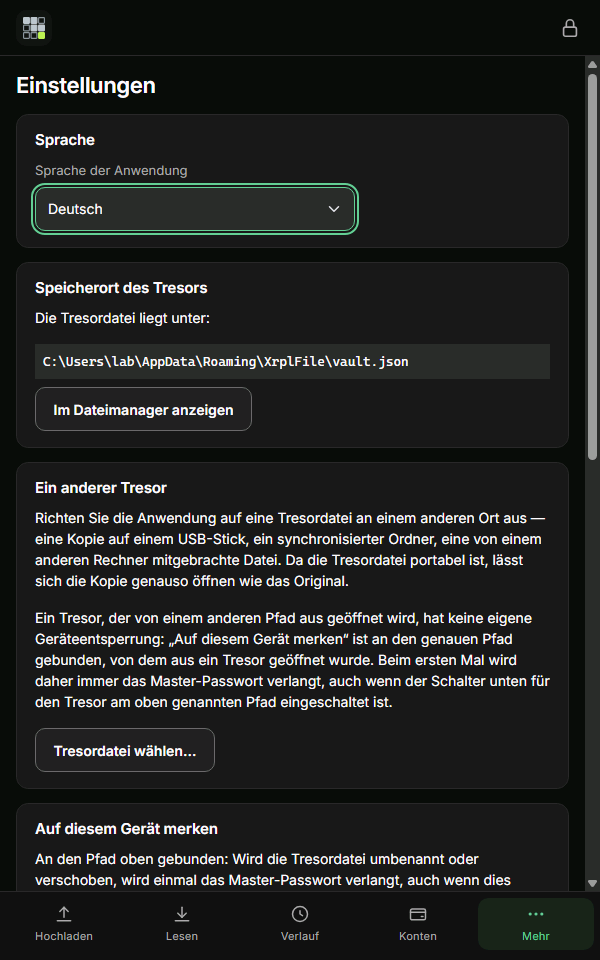 Einstellungen
Sprache
Sprache der Anwendung
Deutsch
Speicherort des Tresors
Die Tresordatei liegt unter:
C:\Users\lab\AppData\Roaming\XrplFile\vault.json
Im Dateimanager anzeigen
Ein anderer Tresor
Richten Sie die Anwendung auf eine Tresordatei an einem anderen Ort aus —
eine Kopie auf einem USB-Stick, ein synchronisierter Ordner, eine von einem
anderen Rechner mitgebrachte Datei. Da die Tresordatei portabel ist, lässt
sich die Kopie genauso öffnen wie das Original.
Ein Tresor, der von einem anderen Pfad aus geöffnet wird, hat keine eigene
Geräteentsperrung: „Auf diesem Gerät merken“ ist an den genauen Pfad
gebunden, von dem aus ein Tresor geöffnet wurde. Beim ersten Mal wird
daher immer das Master-Passwort verlangt, auch wenn der Schalter unten für
den Tresor am oben genannten Pfad eingeschaltet ist.
Tresordatei wählen…
Auf diesem Gerät merken
An den Pfad oben gebunden: Wird die Tresordatei umbenannt oder
verschoben, wird einmal das Master-Passwort verlangt, auch wenn dies
Hochladen
Lesen
Verlauf
Konten
Mehr